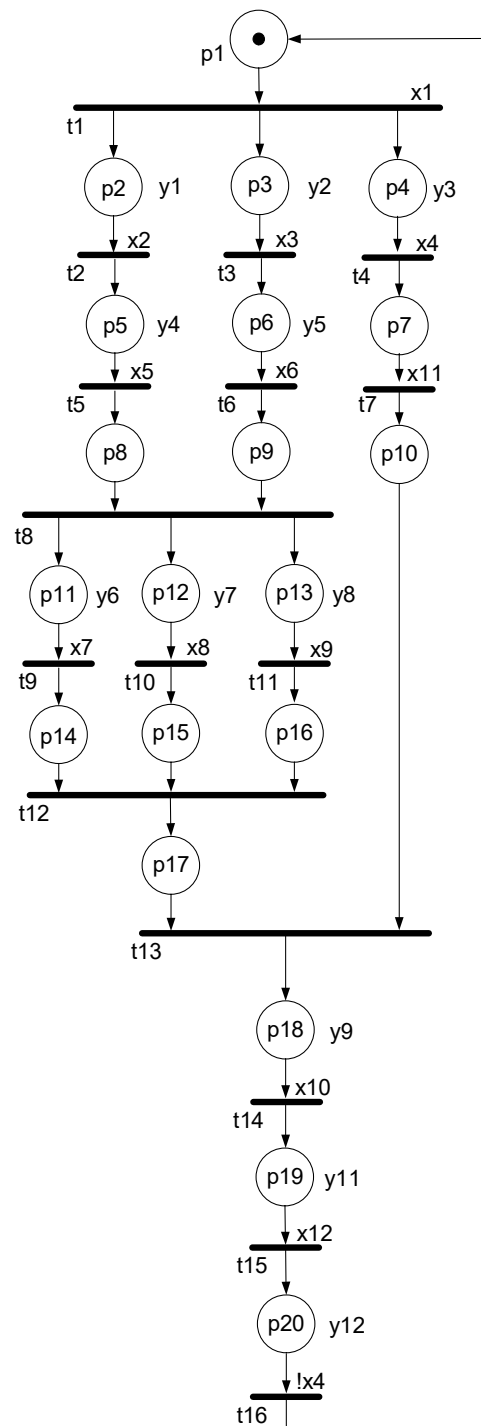 p1
x1
t1
p2 y1 p3 y2 p4 y3
x2 x3 x4
t2 t3 t4
p5 y4 p6 y5 p7
x5 x6 x11
t5 t6 t7
p8 p9 p10
t8
p11 y6 p12 y7 p13 y8
x7 x8 x9
t9 t10 t11
p14 p15 p16
t12
p17
t13
p18 y9
x10
t14
p19 y11
x12
t15
p20 y12
!x4
t16